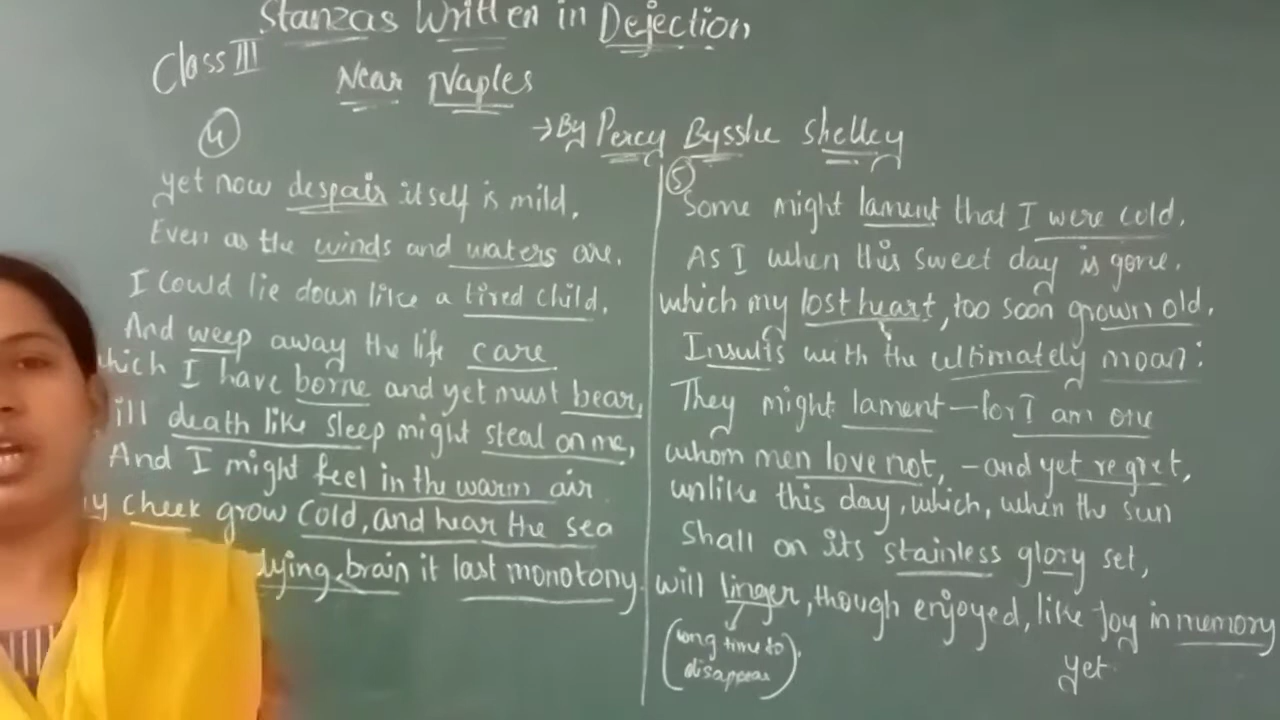 Stanzas Written in Dejection
Class III
Near Naples
→By Percy Bysshe Shelley
4
yet now despair itself is mild,
Even as the winds and waters are.
I could lie down like a tired child,
And weep away the life care
which I have borne and yet must bear,
ill death like sleep might steal on me,
And I might feel in the warm air
y cheek grow cold, and hear the sea
dying, brain it last monotony.
5
Some might lament that I were cold,
As I when this sweet day is gone.
which my lost heart, too soon grown old,
Insults with the ultimately moan:
They might lament—for I am one
whom men love not, -and yet regret,
unlike this day, which, when the sun
shall on its stainless glory set,
will linger, though enjoyed, like Joy in memory
yet
(long time to
disappear).